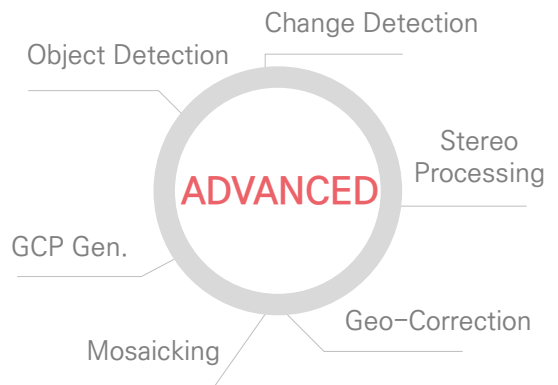 Change Detection
Object Detection
Stereo
Processing
ADVANCED
GCP Gen.
Geo-Correction
Mosaicking